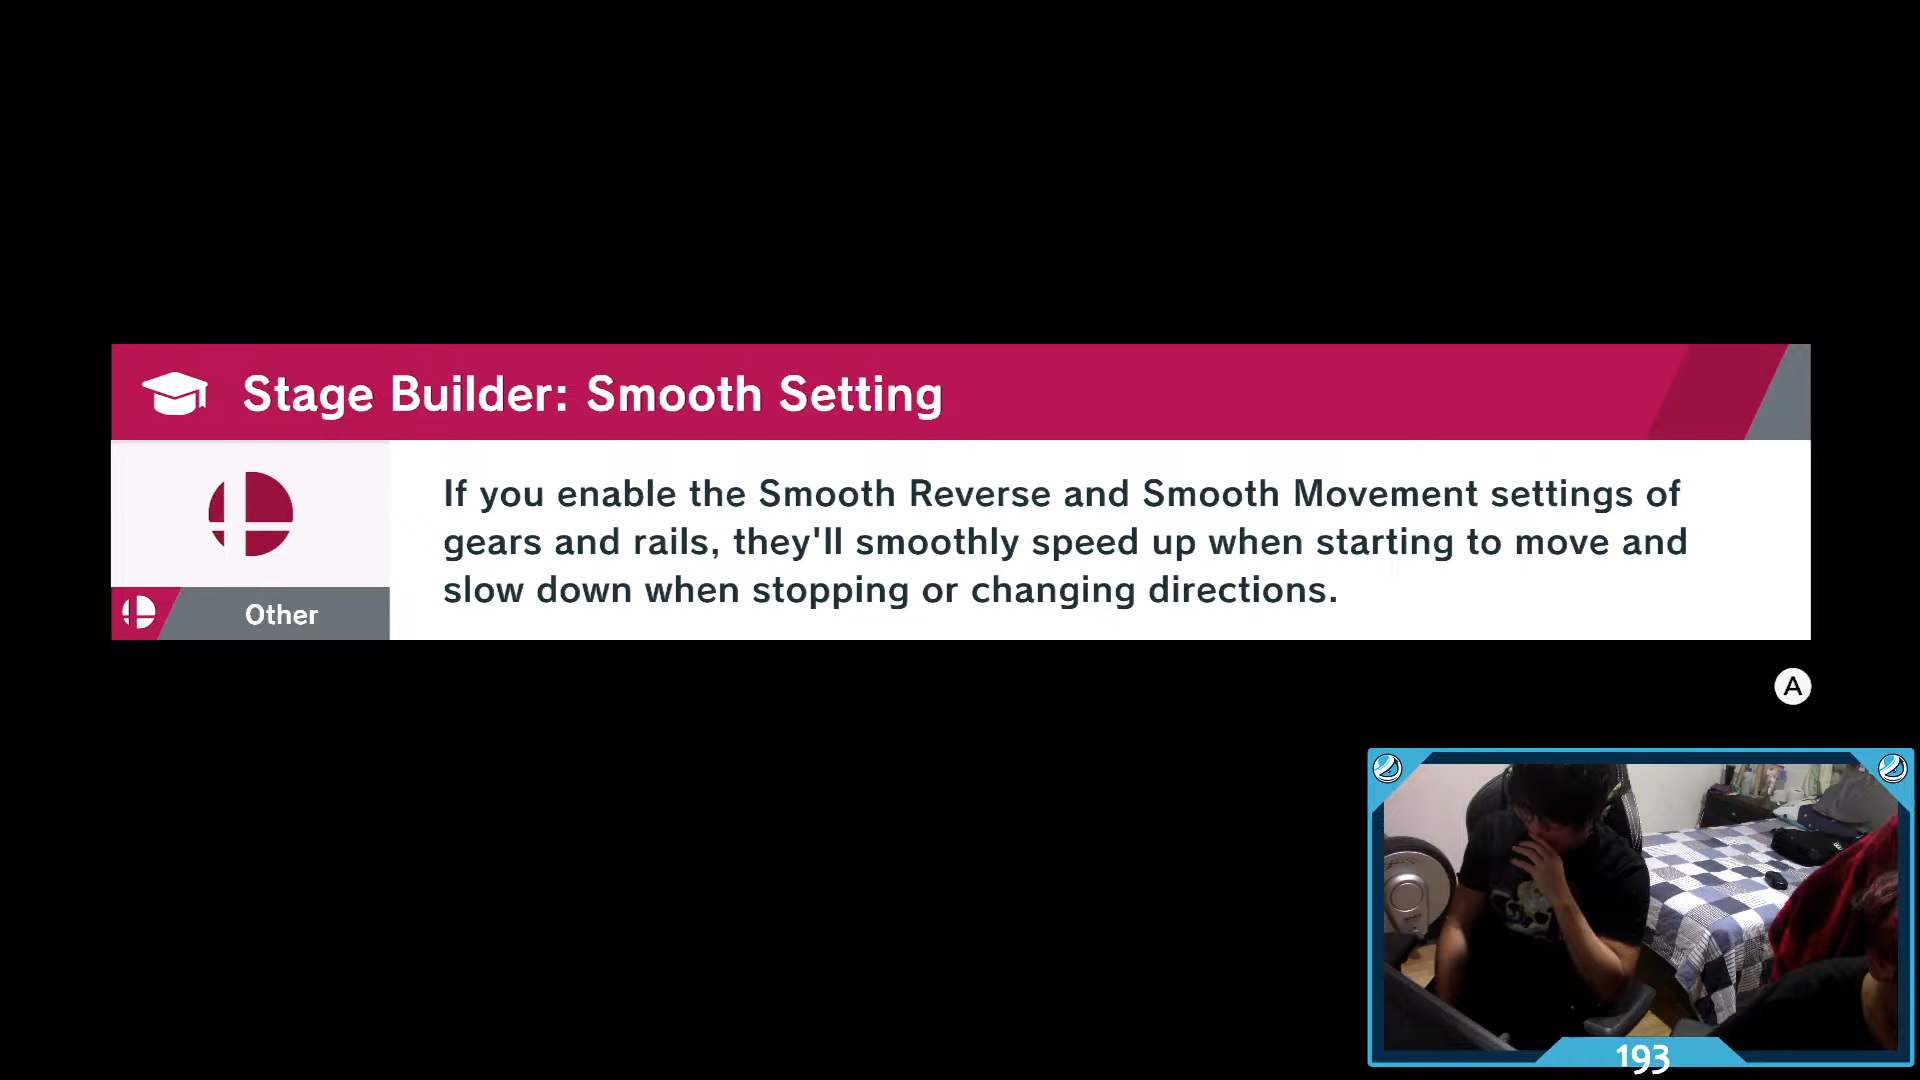 Stage Builder: Smooth Setting
If you enable the Smooth Reverse and Smooth Movement settings of
gears and rails, they'll smoothly speed up when starting to move and
slow down when stopping or changing directions.
Other
A
193